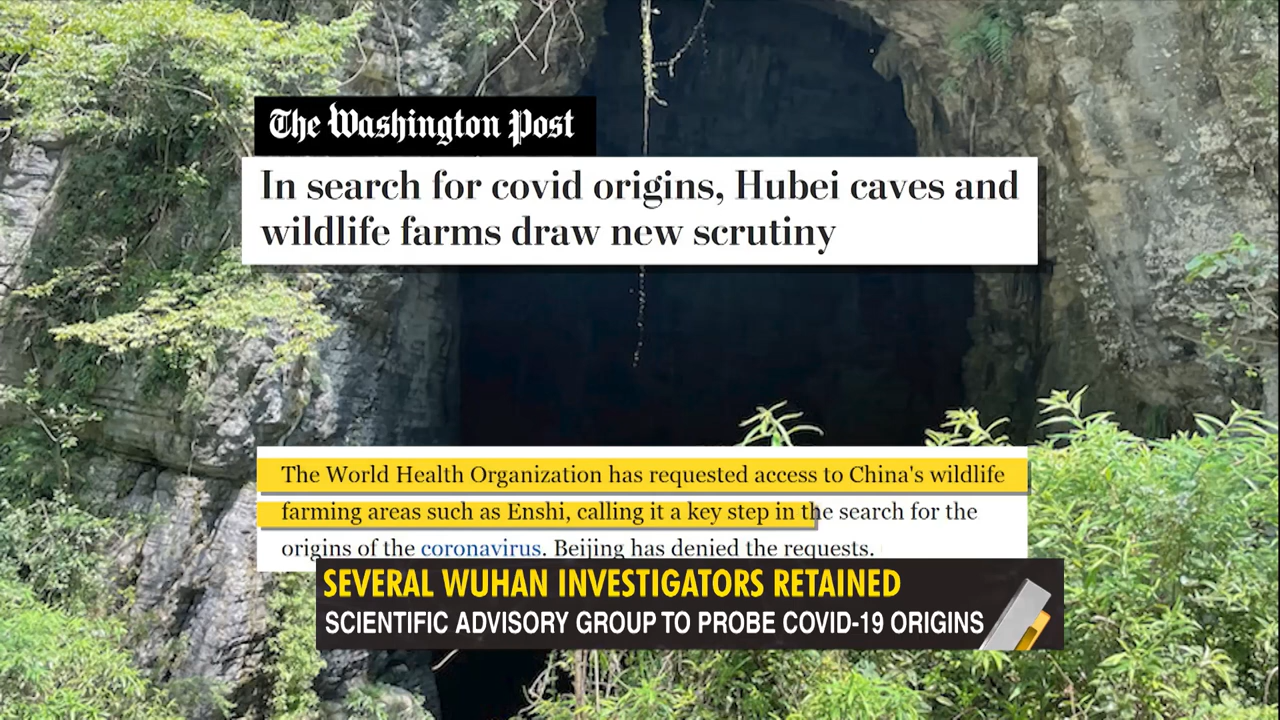 The Washington Post
In search for covid origins, Hubei caves and
wildlife farms draw new scrutiny
The World Health Organization has requested access to China's wildlife
farming areas such as Enshi, calling it a key step in the search for the
origins of the coronavirus. Beijing has denied the requests.
SEVERAL WUHAN INVESTIGATORS RETAINED
SCIENTIFIC ADVISORY GROUP TO PROBE COVID-19 ORIGINS